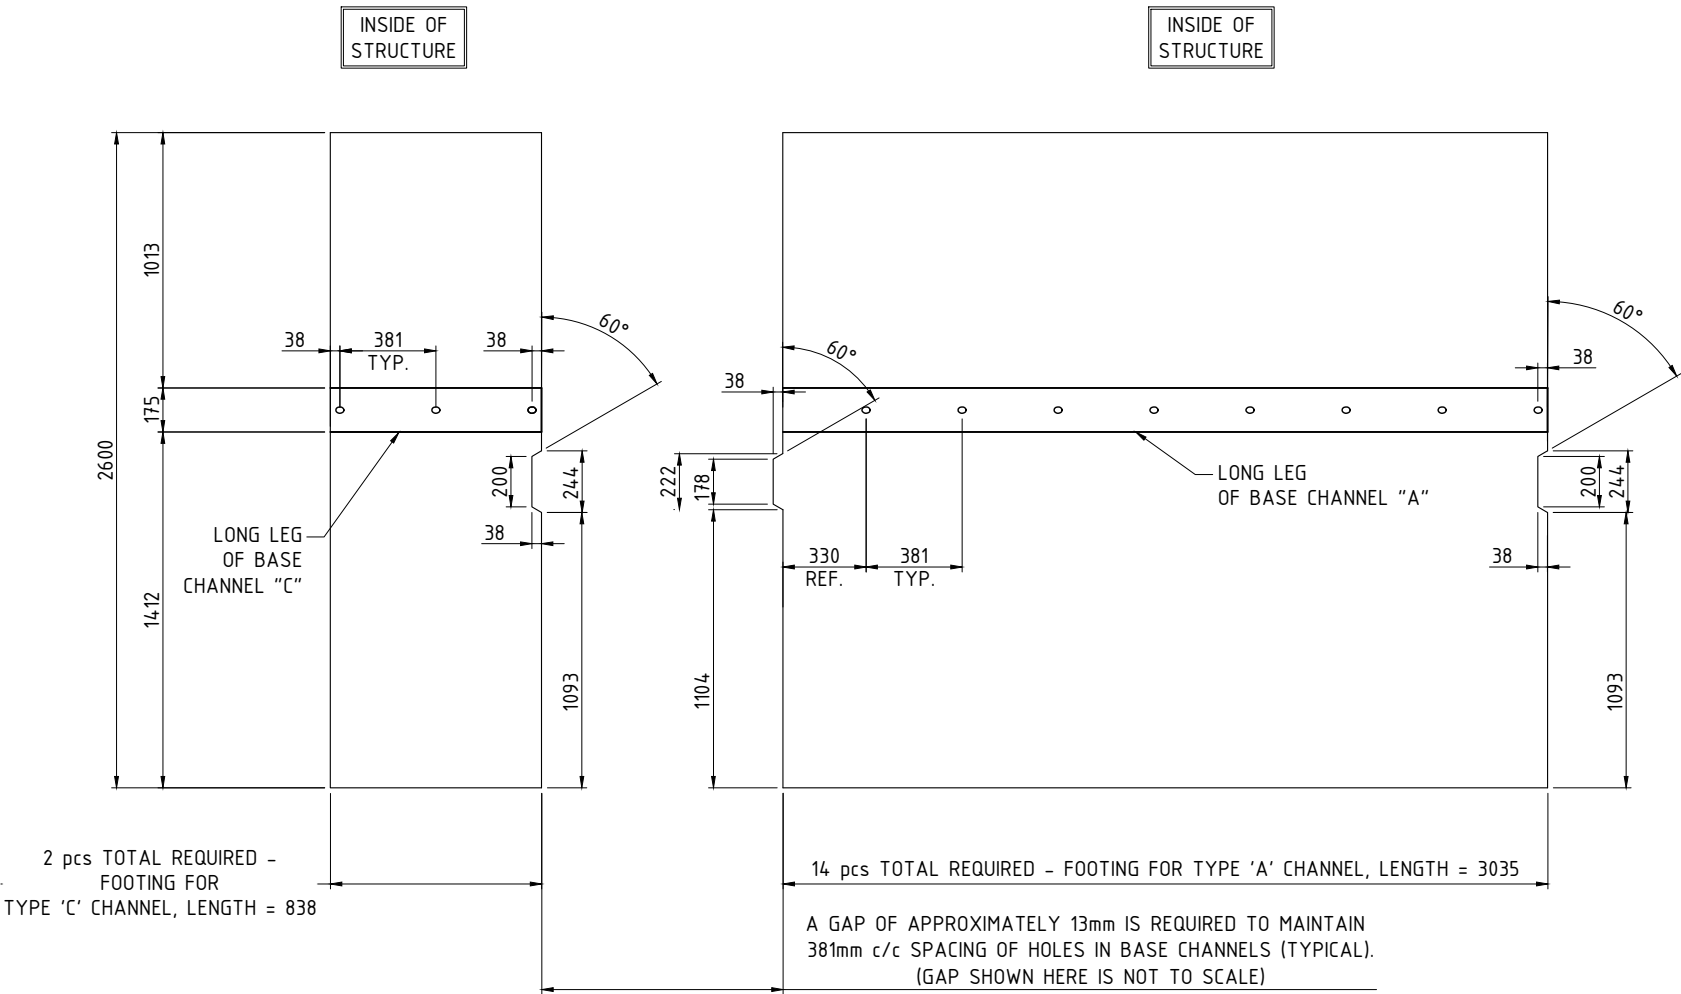 INSIDE OF
STRUCTURE
INSIDE OF
STRUCTURE
2600
1013
175
1412
38
381
TYP.
38
60°
200
244
38
1093
LONG LEG
OF BASE
CHANNEL "C"
38
60°
222
178
330
REF.
381
TYP.
1104
LONG LEG
OF BASE CHANNEL "A"
60°
38
200
244
38
1093
2 pcs TOTAL REQUIRED -
FOOTING FOR
TYPE 'C' CHANNEL, LENGTH = 838
14 pcs TOTAL REQUIRED - FOOTING FOR TYPE 'A' CHANNEL, LENGTH = 3035
A GAP OF APPROXIMATELY 13mm IS REQUIRED TO MAINTAIN
381mm c/c SPACING OF HOLES IN BASE CHANNELS (TYPICAL).
(GAP SHOWN HERE IS NOT TO SCALE)